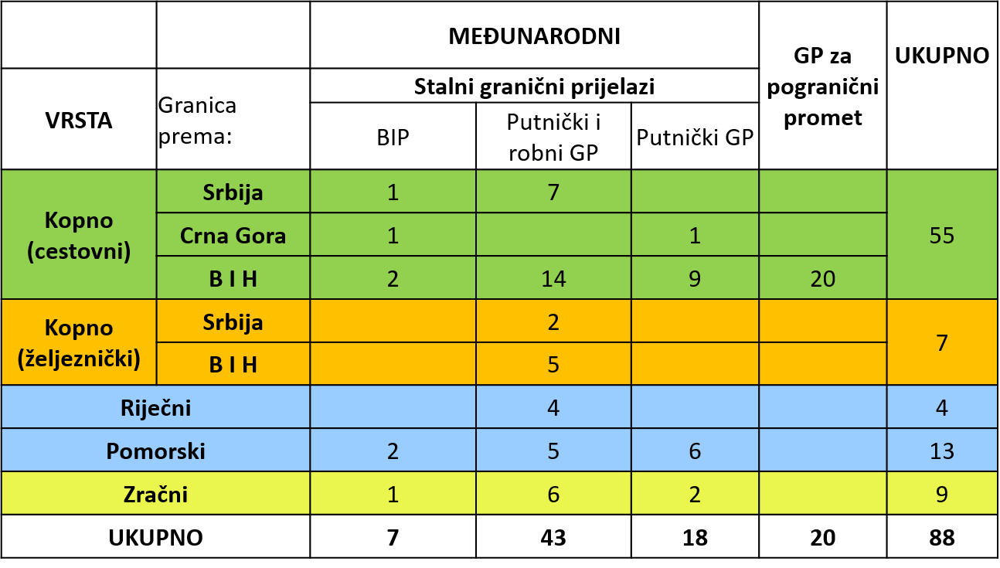 MEĐUNARODNI
GP za
pogranični
promet
UKUPNO
VRSTA
Granica
prema:
Stalni granični prijelazi
BIP
Putnički i
robni GP
Putnički GP
Kopno
(cestovni)
Srbija
1
7
55
Crna Gora
1
1
B I H
2
14
9
20
Kopno
(željeznički)
Srbija
2
7
B I H
5
Riječni
4
4
Pomorski
2
5
6
13
Zračni
1
6
2
9
UKUPNO
7
43
18
20
88